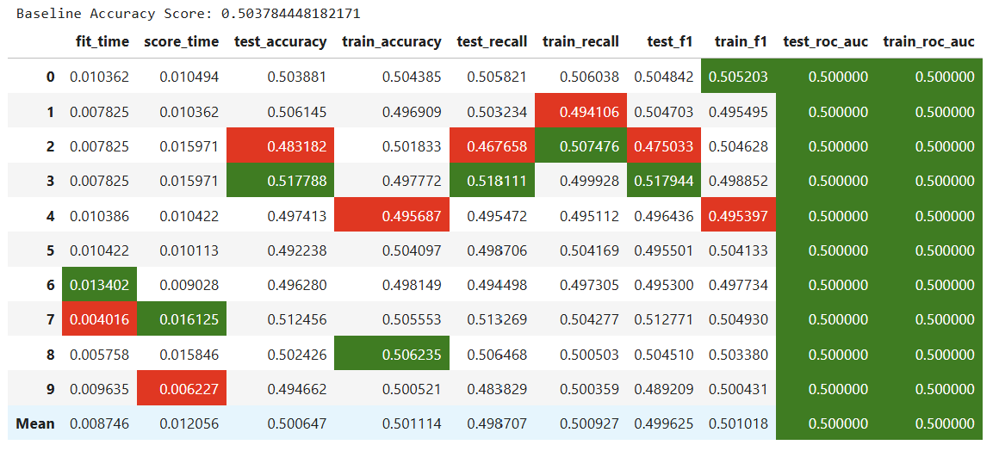 Baseline Accuracy Score: 0.503784448182171
fit_time score_time test_accuracy train_accuracy test_recall train_recall test_f1 train_f1 test_roc_auc train_roc_auc
0 0.010362 0.010494 0.503881 0.504385 0.505821 0.506038 0.504842 0.505203 0.500000 0.500000
1 0.007825 0.010362 0.506145 0.496909 0.503234 0.494106 0.504703 0.495495 0.500000 0.500000
2 0.007825 0.015971 0.483182 0.501833 0.467658 0.507476 0.475033 0.504628 0.500000 0.500000
3 0.007825 0.015971 0.517788 0.497772 0.518111 0.499928 0.517944 0.498852 0.500000 0.500000
4 0.010386 0.010422 0.497413 0.495687 0.495472 0.495112 0.496436 0.495397 0.500000 0.500000
5 0.010422 0.010113 0.492238 0.504097 0.498706 0.504169 0.495501 0.504133 0.500000 0.500000
6 0.013402 0.009028 0.496280 0.498149 0.494498 0.497305 0.495300 0.497734 0.500000 0.500000
7 0.004016 0.016125 0.512456 0.505553 0.513269 0.504277 0.512771 0.504930 0.500000 0.500000
8 0.005758 0.015846 0.502426 0.506235 0.506468 0.500503 0.504510 0.503380 0.500000 0.500000
9 0.009635 0.006227 0.494662 0.500521 0.483829 0.500359 0.489209 0.500431 0.500000 0.500000
Mean 0.008746 0.012056 0.500647 0.501114 0.498707 0.500927 0.499625 0.501018 0.500000 0.500000